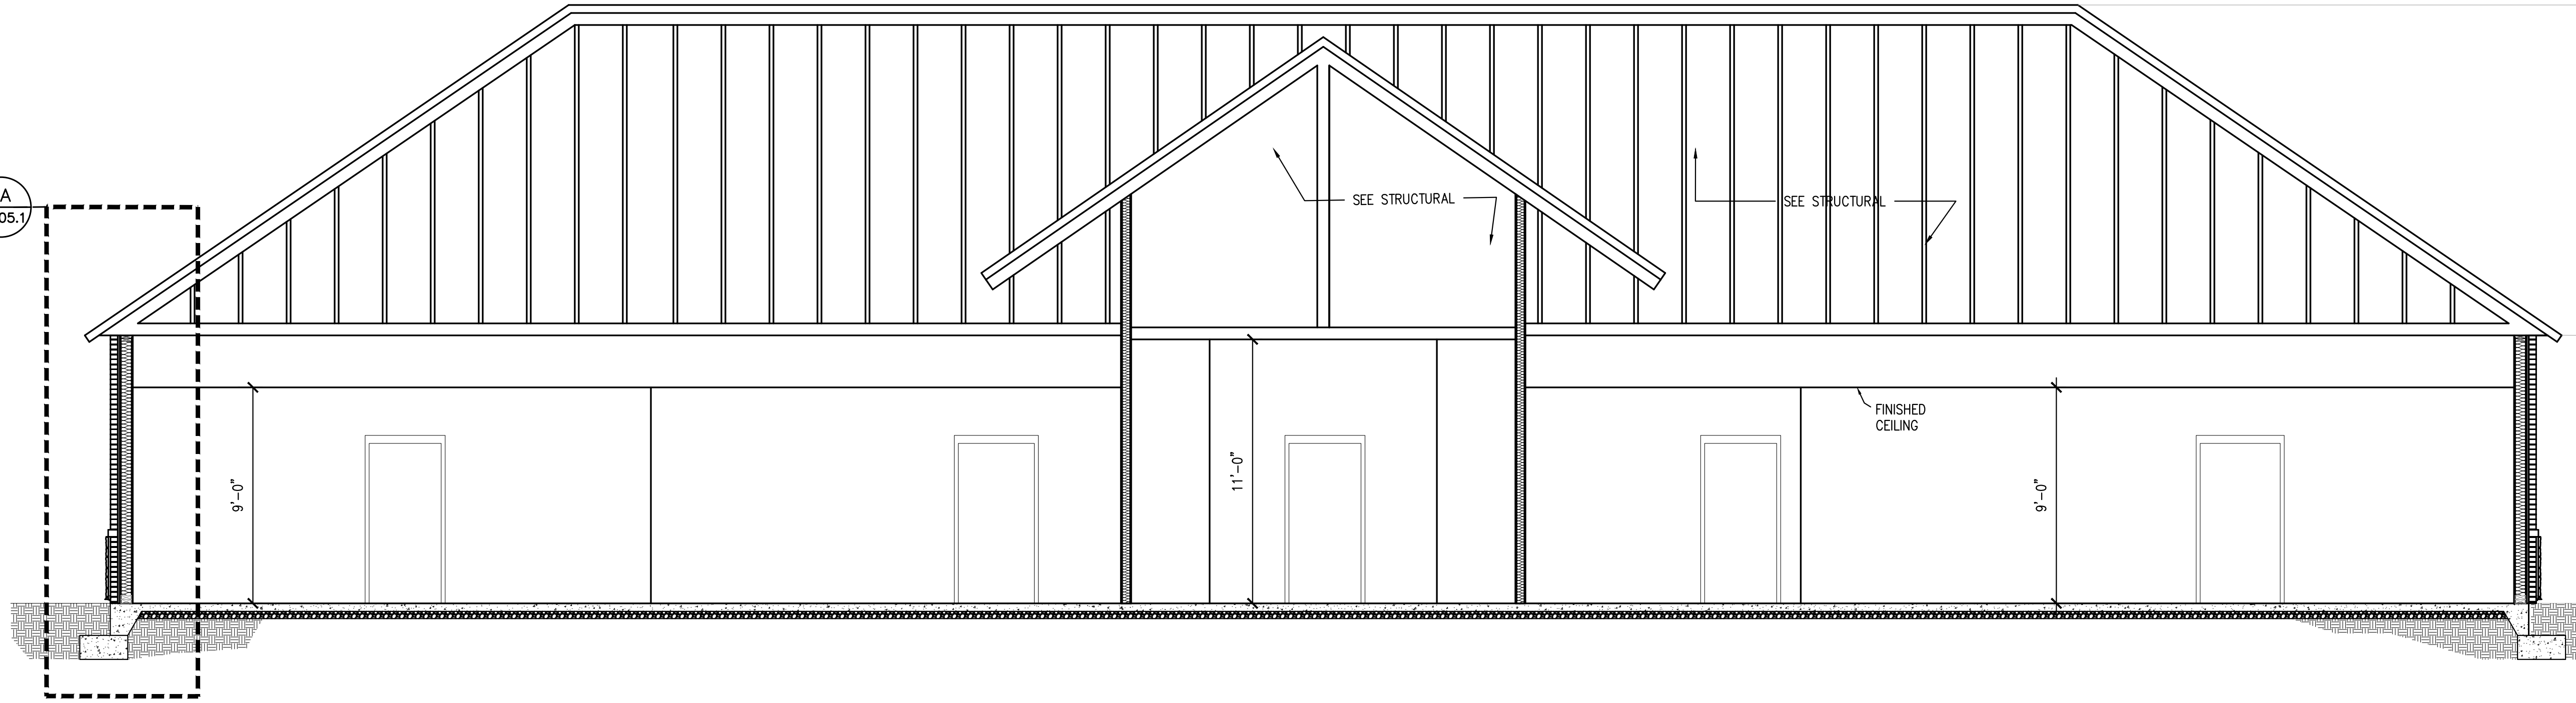 A
05.1
SEE STRUCTURAL
SEE STRUCTURAL
FINISHED
CEILING
9'-0"
11'-0"
9'-0"